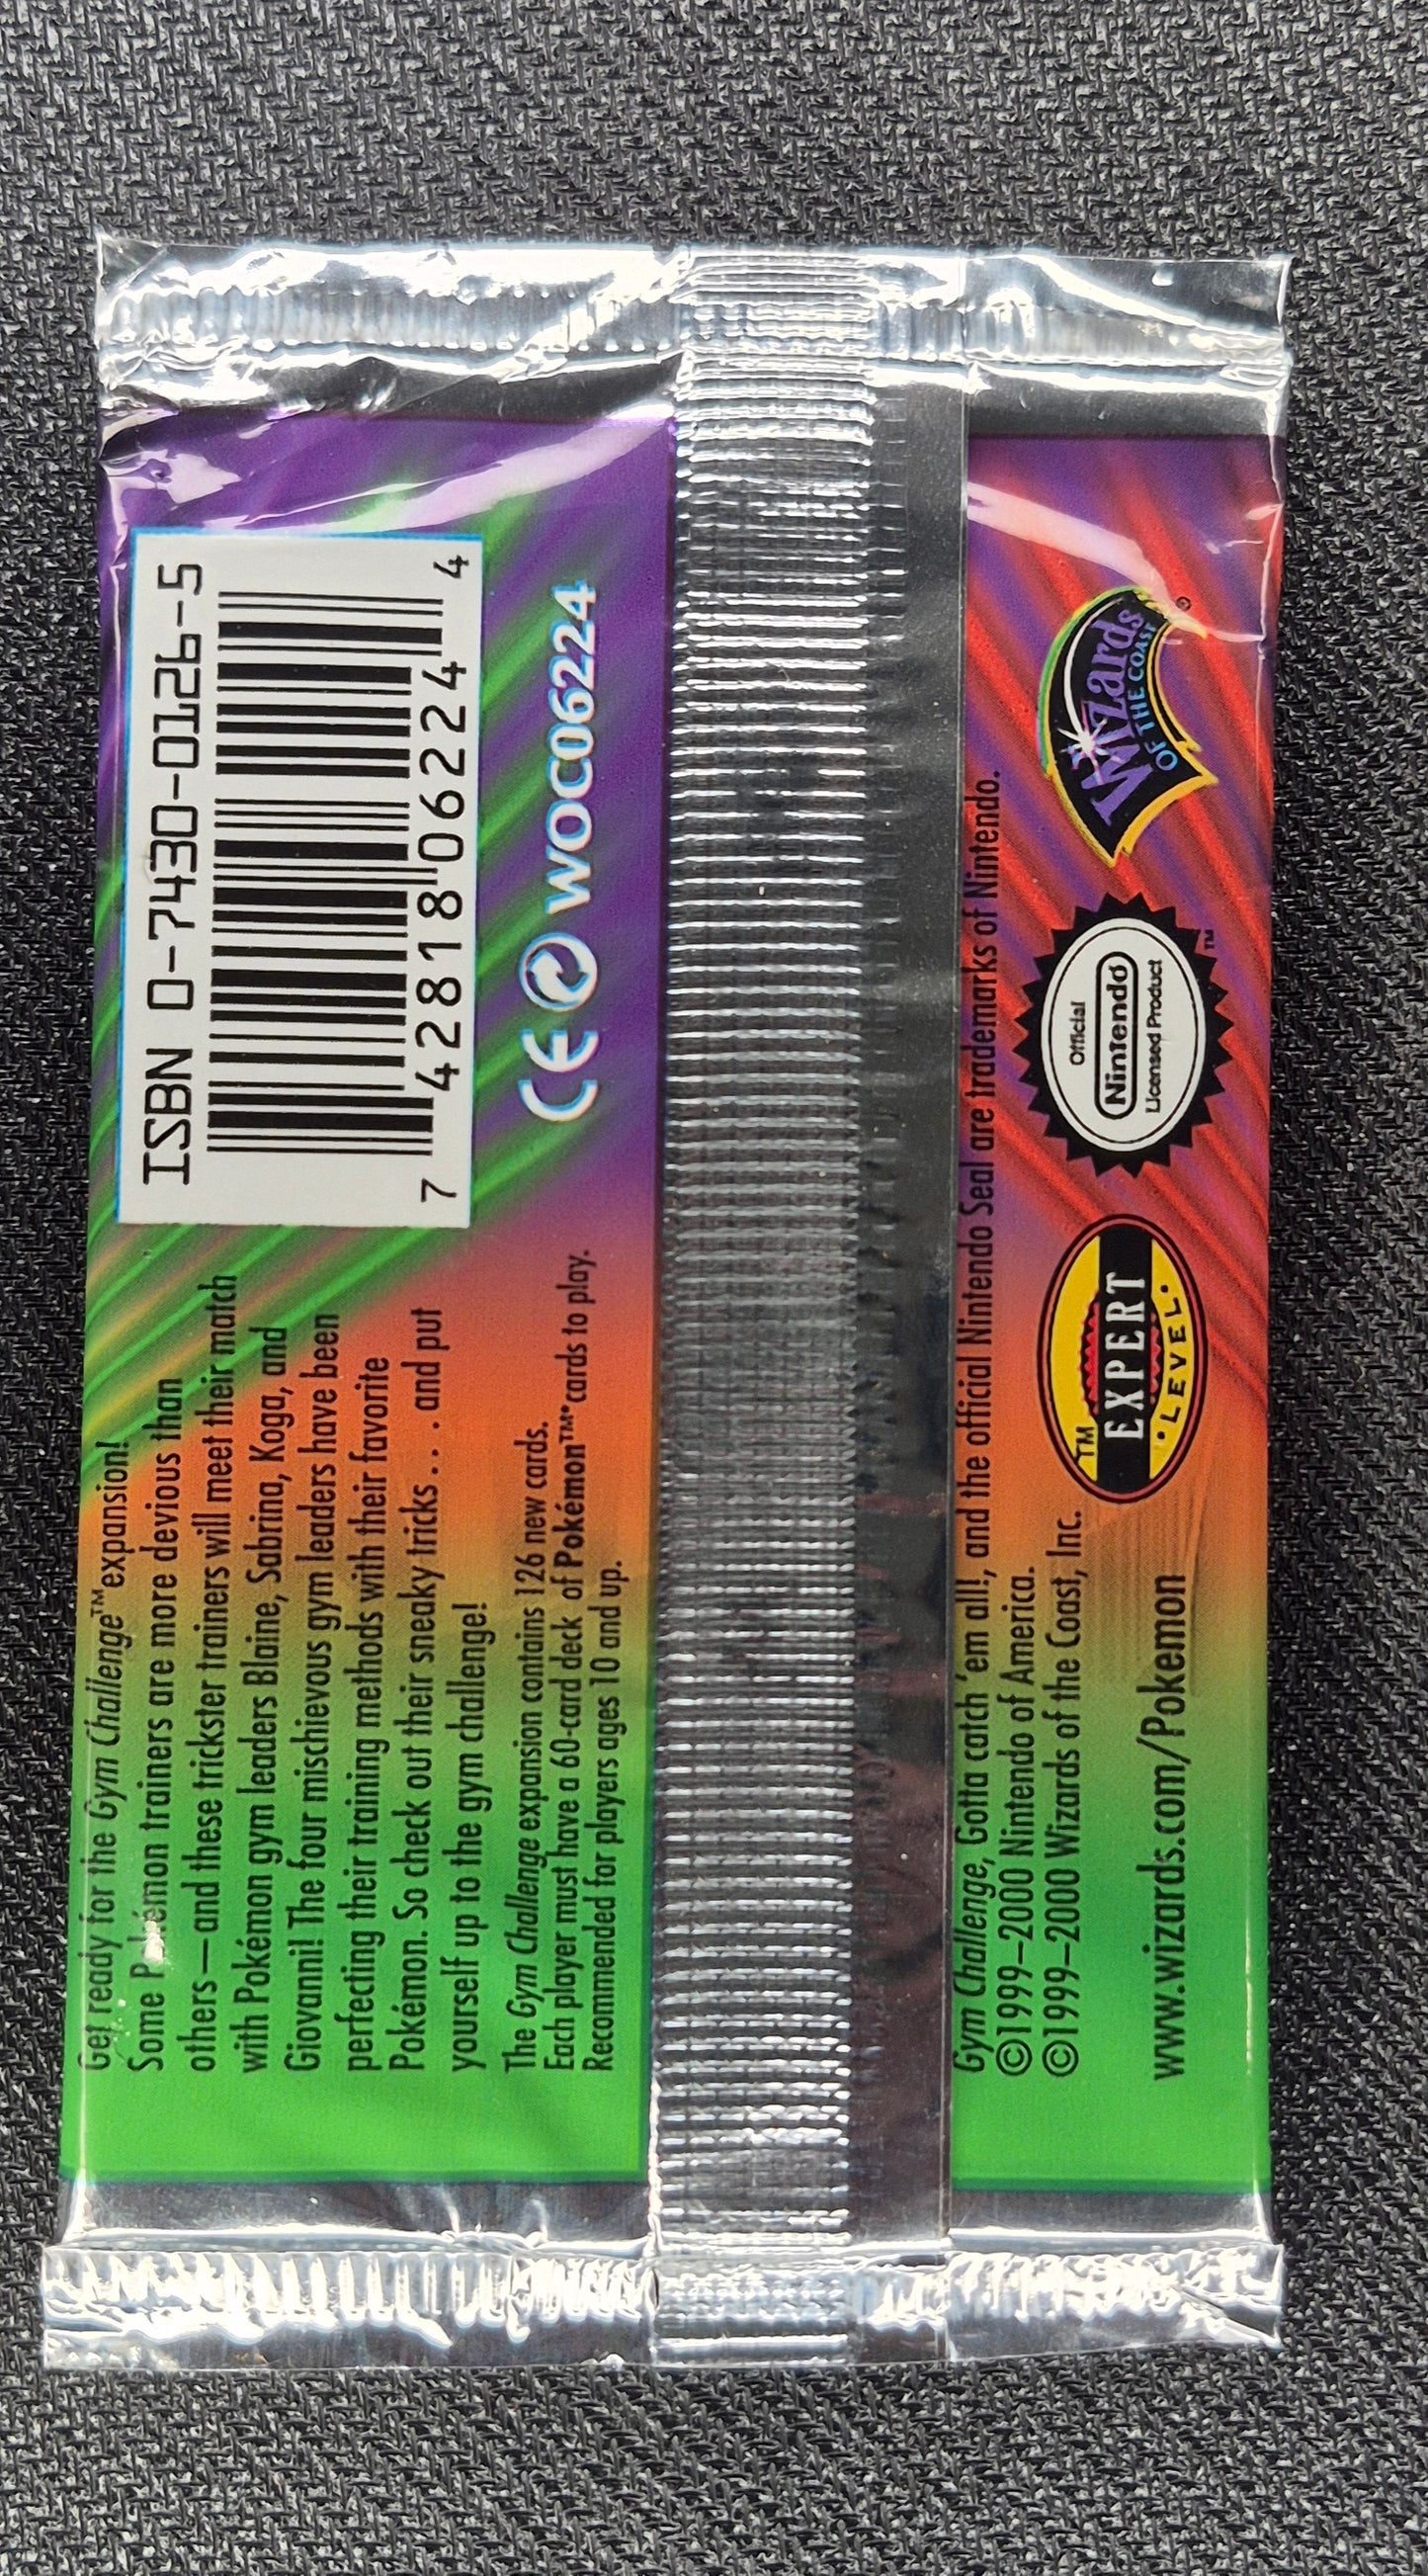 Get ready for the Gym Challenge™ expansion!
Some Pokémon trainers are more devious than
others—and these trickster trainers will meet their match
with Pokémon gym leaders Blaine, Sabrina, Koga, and
Giovanni! The four mischievous gym leaders have been
perfecting their training methods with their favorite
Pokémon. So check out their sneaky tricks . . . and put
yourself up to the gym challenge!
The Gym Challenge expansion contains 126 new cards.
Each player must have a 60-card deck of Pokémon™ cards to play.
Recommended for players ages 10 and up.
ISBN 0-7430-0126-5
7 42818 06224 4
CE WOC06224
Gym Challenge, Gotta catch 'em all!, and the official Nintendo Seal are trademarks of Nintendo.
©1999–2000 Nintendo of America.
©1999–2000 Wizards of the Coast, Inc.
www.wizards.com/Pokemon
™
EXPERT
•LEVEL•
Official
Nintendo
Licensed Product
™
Wizards
OF THE COAST
®